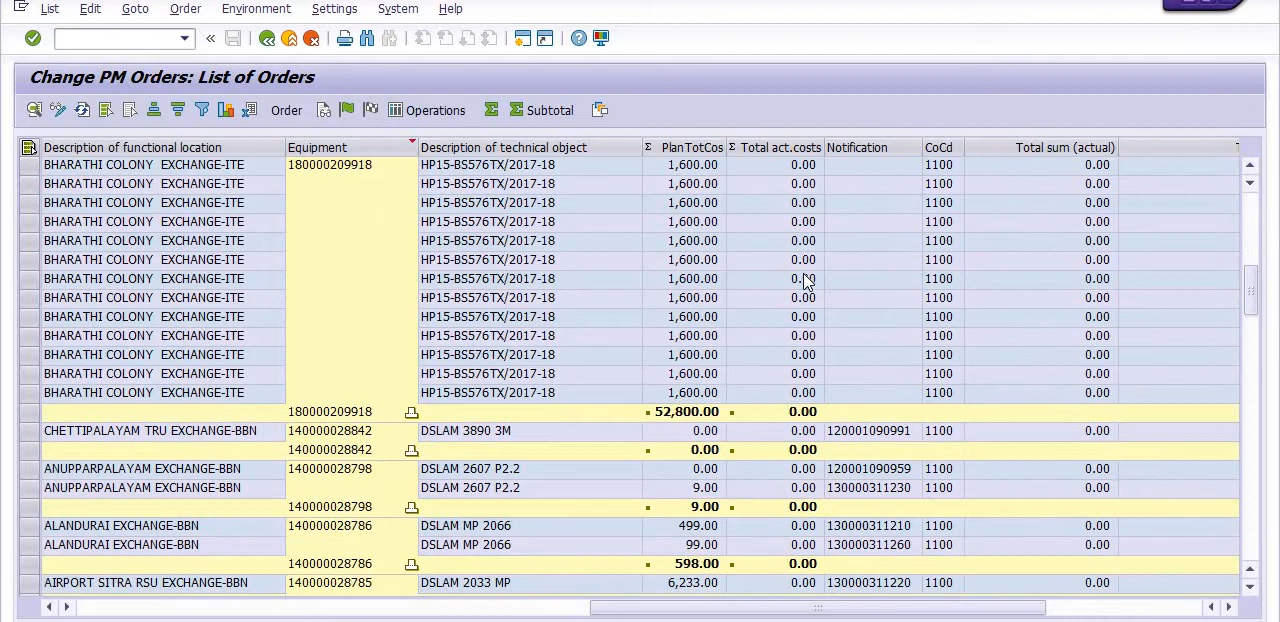 List Edit Goto Order Environment Settings System Help
Change PM Orders: List of Orders
Order Operations Subtotal
Description of functional location Equipment Description of technical object Σ PlanTotCos Σ Total act.costs Notification CoCd Total sum (actual)
BHARATHI COLONY EXCHANGE-ITE 180000209918 HP15-BS576TX/2017-18 1,600.00 0.00 1100 0.00
BHARATHI COLONY EXCHANGE-ITE HP15-BS576TX/2017-18 1,600.00 0.00 1100 0.00
BHARATHI COLONY EXCHANGE-ITE HP15-BS576TX/2017-18 1,600.00 0.00 1100 0.00
BHARATHI COLONY EXCHANGE-ITE HP15-BS576TX/2017-18 1,600.00 0.00 1100 0.00
BHARATHI COLONY EXCHANGE-ITE HP15-BS576TX/2017-18 1,600.00 0.00 1100 0.00
BHARATHI COLONY EXCHANGE-ITE HP15-BS576TX/2017-18 1,600.00 0.00 1100 0.00
BHARATHI COLONY EXCHANGE-ITE HP15-BS576TX/2017-18 1,600.00 0.00 1100 0.00
BHARATHI COLONY EXCHANGE-ITE HP15-BS576TX/2017-18 1,600.00 0.00 1100 0.00
BHARATHI COLONY EXCHANGE-ITE HP15-BS576TX/2017-18 1,600.00 0.00 1100 0.00
BHARATHI COLONY EXCHANGE-ITE HP15-BS576TX/2017-18 1,600.00 0.00 1100 0.00
BHARATHI COLONY EXCHANGE-ITE HP15-BS576TX/2017-18 1,600.00 0.00 1100 0.00
BHARATHI COLONY EXCHANGE-ITE HP15-BS576TX/2017-18 1,600.00 0.00 1100 0.00
BHARATHI COLONY EXCHANGE-ITE HP15-BS576TX/2017-18 1,600.00 0.00 1100 0.00
180000209918 52,800.00 0.00
CHETTIPALAYAM TRU EXCHANGE-BBN 140000028842 DSLAM 3890 3M 0.00 0.00 120001090991 1100 0.00
140000028842 0.00 0.00
ANUPPARPALAYAM EXCHANGE-BBN 140000028798 DSLAM 2607 P2.2 0.00 0.00 120001090959 1100 0.00
ANUPPARPALAYAM EXCHANGE-BBN DSLAM 2607 P2.2 9.00 0.00 130000311230 1100 0.00
140000028798 9.00 0.00
ALANDURAI EXCHANGE-BBN 140000028786 DSLAM MP 2066 499.00 0.00 130000311210 1100 0.00
ALANDURAI EXCHANGE-BBN DSLAM MP 2066 99.00 0.00 130000311260 1100 0.00
140000028786 598.00 0.00
AIRPORT SITRA RSU EXCHANGE-BBN 140000028785 DSLAM 2033 MP 6,233.00 0.00 130000311220 1100 0.00